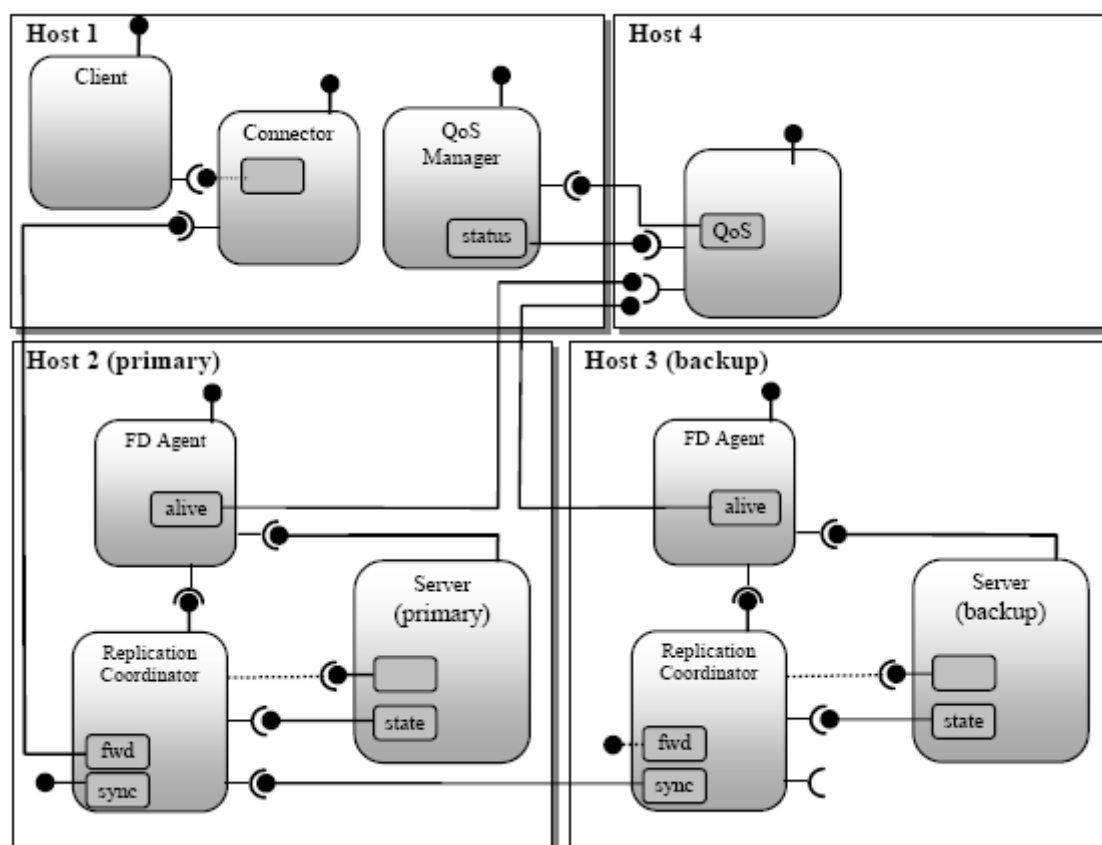 Host 1
Client
Connector
QoS
Manager
status
Host 4
QoS
Host 2 (primary)
FD Agent
alive
Server
(primary)
Replication
Coordinator
state
fwd
sync
Host 3 (backup)
FD Agent
alive
Server
(backup)
Replication
Coordinator
state
fwd
sync